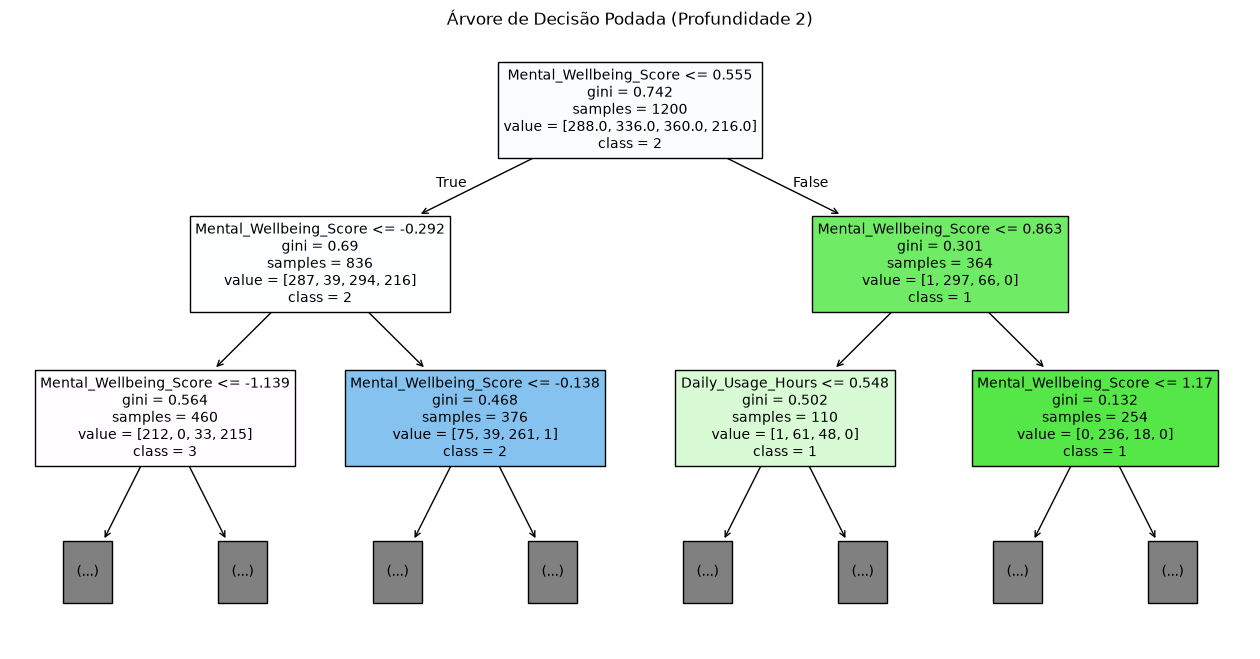 Árvore de Decisão Podada (Profundidade 2)
Mental_Wellbeing_Score <= 0.555
gini = 0.742
samples = 1200
value = [288.0, 336.0, 360.0, 216.0]
class = 2
True
False
Mental_Wellbeing_Score <= -0.292
gini = 0.69
samples = 836
value = [287, 39, 294, 216]
class = 2
Mental_Wellbeing_Score <= 0.863
gini = 0.301
samples = 364
value = [1, 297, 66, 0]
class = 1
Mental_Wellbeing_Score <= -1.139
gini = 0.564
samples = 460
value = [212, 0, 33, 215]
class = 3
Mental_Wellbeing_Score <= -0.138
gini = 0.468
samples = 376
value = [75, 39, 261, 1]
class = 2
Daily_Usage_Hours <= 0.548
gini = 0.502
samples = 110
value = [1, 61, 48, 0]
class = 1
Mental_Wellbeing_Score <= 1.17
gini = 0.132
samples = 254
value = [0, 236, 18, 0]
class = 1
(...)
(...)
(...)
(...)
(...)
(...)
(...)
(...)